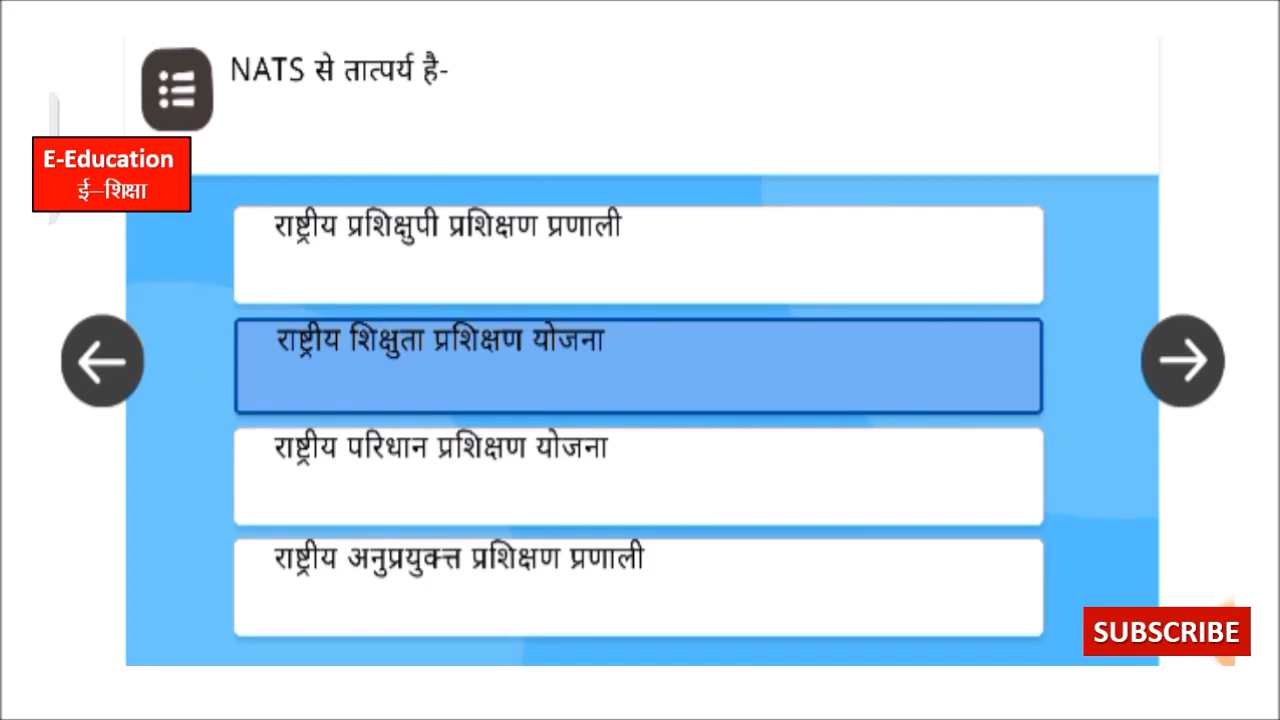 NATS से तात्पर्य है-
E-Education
ई–शिक्षा
राष्ट्रीय प्रशिक्षुपी प्रशिक्षण प्रणाली
राष्ट्रीय शिक्षुता प्रशिक्षण योजना
राष्ट्रीय परिधान प्रशिक्षण योजना
राष्ट्रीय अनुप्रयुक्त्त प्रशिक्षण प्रणाली
SUBSCRIBE